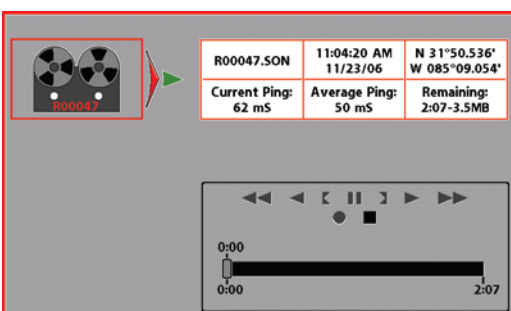 R00047
R00047.SON
11:04:20 AM
11/23/06
N 31°50.536'
W 085°09.054'
Current Ping:
62 mS
Average Ping:
50 mS
Remaining:
2:07-3.5MB
0:00
0:00
2:07